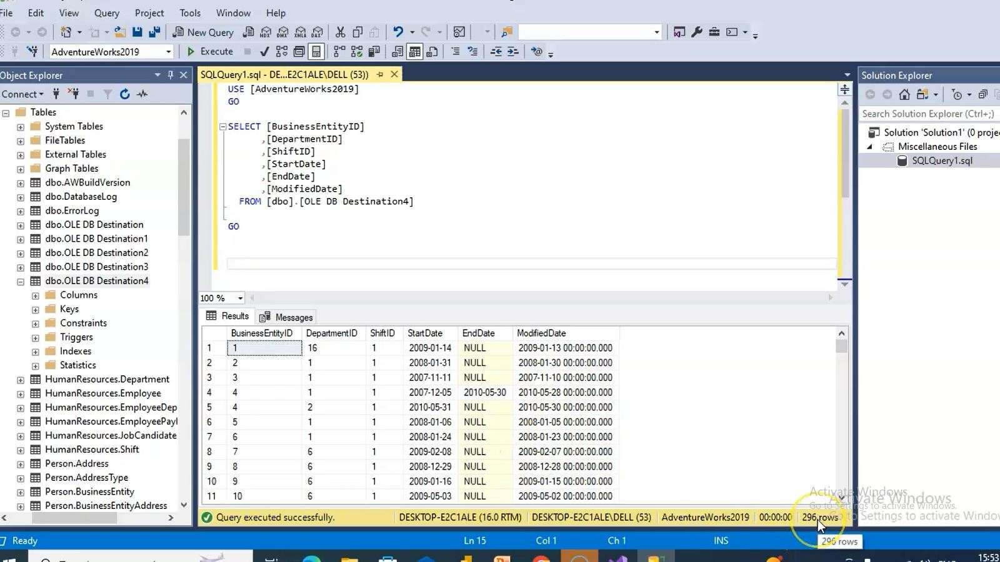 File Edit View Query Project Tools Window Help
New Query MDX DMX XMLA DAX
AdventureWorks2019 Execute
Object Explorer
Connect
Tables
System Tables
FileTables
External Tables
Graph Tables
dbo.AWBuildVersion
dbo.DatabaseLog
dbo.ErrorLog
dbo.OLE DB Destination
dbo.OLE DB Destination1
dbo.OLE DB Destination2
dbo.OLE DB Destination3
dbo.OLE DB Destination4
Columns
Keys
Constraints
Triggers
Indexes
Statistics
HumanResources.Department
HumanResources.Employee
HumanResources.EmployeeDep
HumanResources.EmployeePayl
HumanResources.JobCandidate
HumanResources.Shift
Person.Address
Person.AddressType
Person.BusinessEntity
Person.BusinessEntityAddress
SQLQuery1.sql - DE...E2C1ALE\DELL (53))
USE [AdventureWorks2019]
GO
SELECT [BusinessEntityID]
,[DepartmentID]
,[ShiftID]
,[StartDate]
,[EndDate]
,[ModifiedDate]
FROM [dbo].[OLE DB Destination4]
GO
100 %
Results Messages
BusinessEntityID DepartmentID ShiftID StartDate EndDate ModifiedDate
1 1 16 1 2009-01-14 NULL 2009-01-13 00:00:00.000
2 2 1 1 2008-01-31 NULL 2008-01-30 00:00:00.000
3 3 1 1 2007-11-11 NULL 2007-11-10 00:00:00.000
4 4 1 1 2007-12-05 2010-05-30 2010-05-28 00:00:00.000
5 4 2 1 2010-05-31 NULL 2010-05-30 00:00:00.000
6 5 1 1 2008-01-06 NULL 2008-01-05 00:00:00.000
7 6 1 1 2008-01-24 NULL 2008-01-23 00:00:00.000
8 7 6 1 2009-02-08 NULL 2009-02-07 00:00:00.000
9 8 6 1 2008-12-29 NULL 2008-12-28 00:00:00.000
10 9 6 1 2009-01-16 NULL 2009-01-15 00:00:00.000
11 10 6 1 2009-05-03 NULL 2009-05-02 00:00:00.000
Query executed successfully. DESKTOP-E2C1ALE (16.0 RTM) DESKTOP-E2C1ALE\DELL (53) AdventureWorks2019 00:00:00 296 rows
Solution Explorer
Search Solution Explorer (Ctrl+;)
Solution 'Solution1' (0 proje
Miscellaneous Files
SQLQuery1.sql
Activate Windows
Go to Settings to activate Windows.
Activate Windows
Go to Settings to activate Windo
Ready Ln 15 Col 1 Ch 1 INS
296 rows
15:53